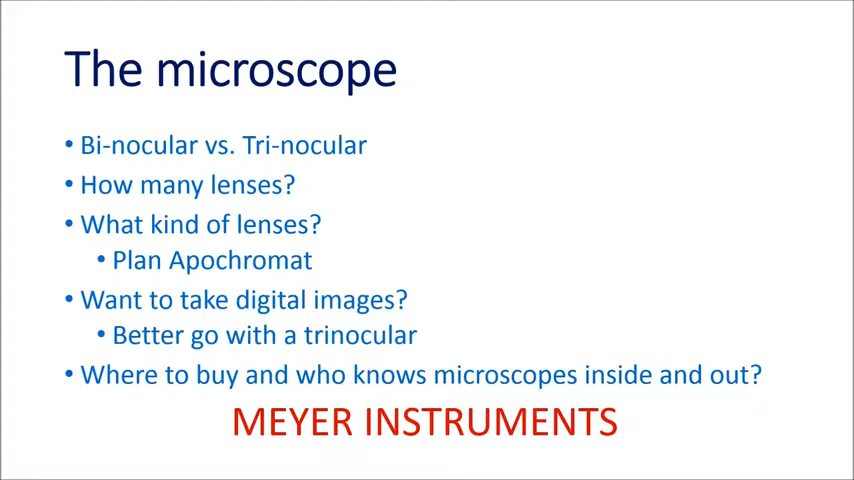 The microscope
• Bi-nocular vs. Tri-nocular
• How many lenses?
• What kind of lenses?
• Plan Apochromat
• Want to take digital images?
• Better go with a trinocular
• Where to buy and who knows microscopes inside and out?
MEYER INSTRUMENTS